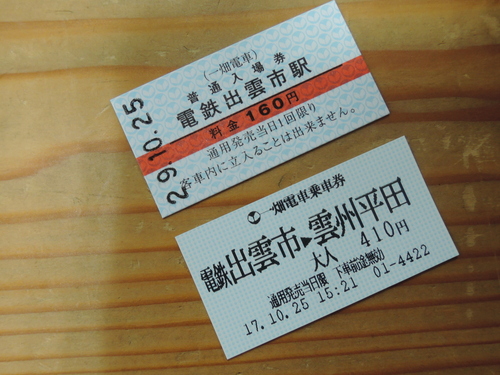 (一畑電車)
普通入場券
電鉄出雲市駅
料金160円
通用発売当日1回限り
客車内に立入ることは出来ません。
29.10.25
一畑電車乗車券
電鉄出雲市▶雲州平田
大人 410円
通用発売当日限 下車前途無効
17.10.25 15:21 01-4422